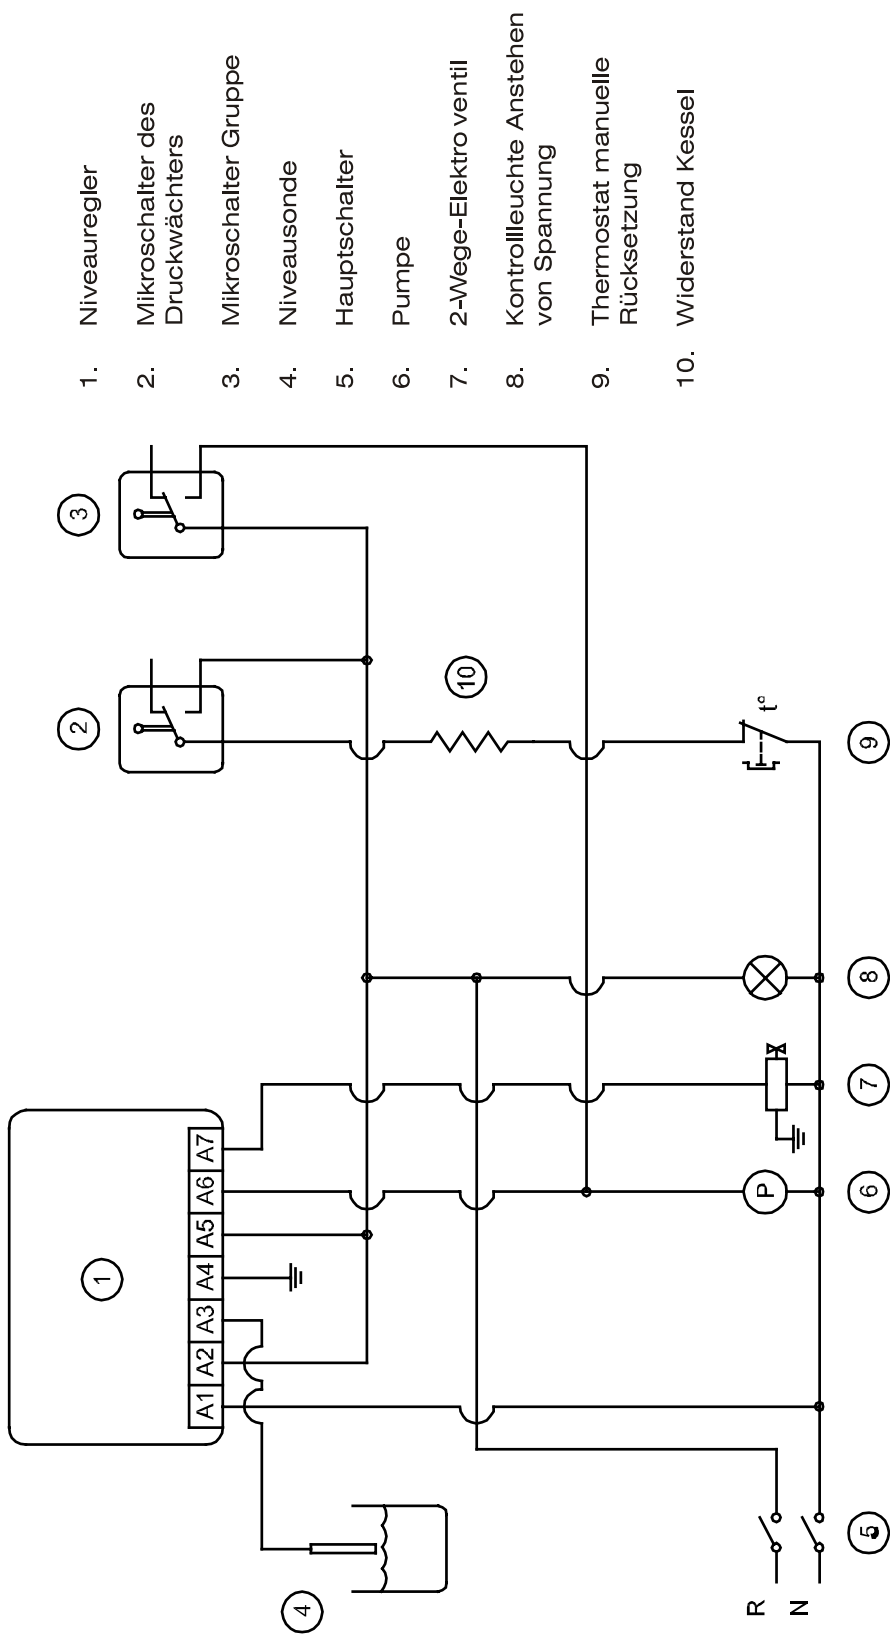 1. Niveauregler
2. Mikroschalter des
Druckwächters
3. Mikroschalter Gruppe
4. Niveausonde
5. Hauptschalter
6. Pumpe
7. 2-Wege-Elektro ventil
8. Kontrollleuchte Anstehen
von Spannung
9. Thermostat manuelle
Rücksetzung
10. Widerstand Kessel
1
2
3
A1 A2 A3 A4 A5 A6 A7
4
10
R
N
P
t°
5
6
7
8
9